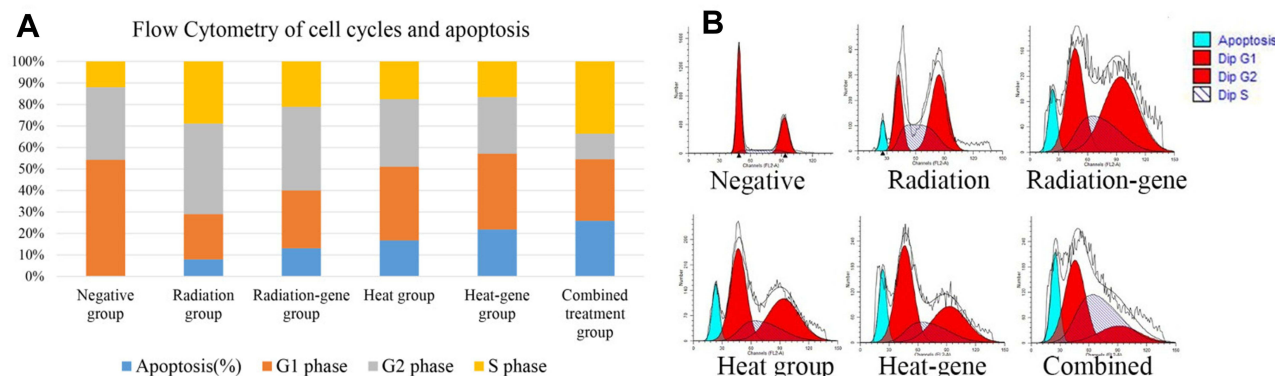 A
Flow Cytometry of cell cycles and apoptosis
100%
90%
80%
70%
60%
50%
40%
30%
20%
10%
0%
Negative group
Radiation group
Radiation-gene group
Heat group
Heat-gene group
Combined treatment group
Apoptosis(%) G1 phase G2 phase S phase
B
Negative
Radiation
Radiation-gene
Apoptosis
Dip G1
Dip G2
Dip S
Heat group
Heat-gene
Combined